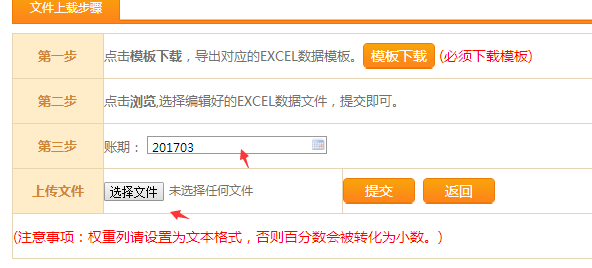 文件上载步骤
第一步 点击模板下载，导出对应的EXCEL数据模板。 模板下载 (必须下载模板)
第二步 点击浏览,选择编辑好的EXCEL数据文件，提交即可。
第三步 账期： 201703
上传文件 选择文件 未选择任何文件 提交 返回
(注意事项：权重列请设置为文本格式，否则百分数会被转化为小数。)